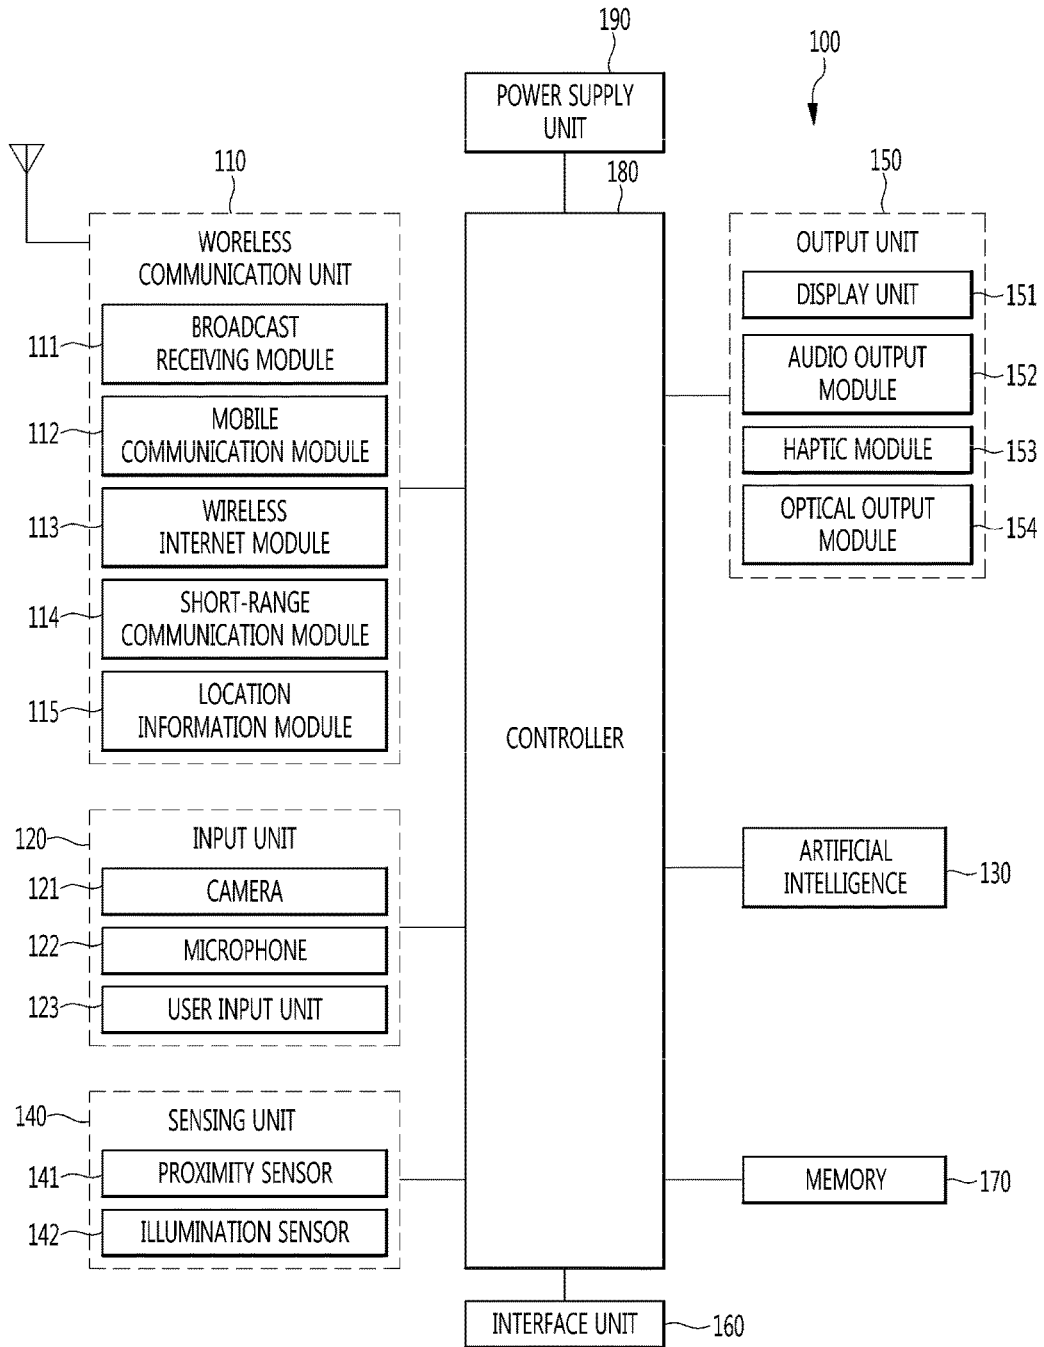 190
100
POWER SUPPLY
UNIT
110
180
150
WORELESS
COMMUNICATION UNIT
111
BROADCAST
RECEIVING MODULE
112
MOBILE
COMMUNICATION MODULE
113
WIRELESS
INTERNET MODULE
114
SHORT-RANGE
COMMUNICATION MODULE
115
LOCATION
INFORMATION MODULE
OUTPUT UNIT
DISPLAY UNIT
151
AUDIO OUTPUT
MODULE
152
HAPTIC MODULE
153
OPTICAL OUTPUT
MODULE
154
CONTROLLER
120
INPUT UNIT
121
CAMERA
122
MICROPHONE
123
USER INPUT UNIT
ARTIFICIAL
INTELLIGENCE
130
140
SENSING UNIT
141
PROXIMITY SENSOR
142
ILLUMINATION SENSOR
MEMORY
170
INTERFACE UNIT
160